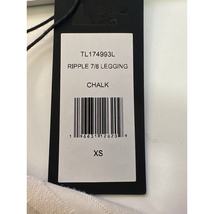 TL174993L
RIPPLE 7/8 LEGGING
CHALK
XS